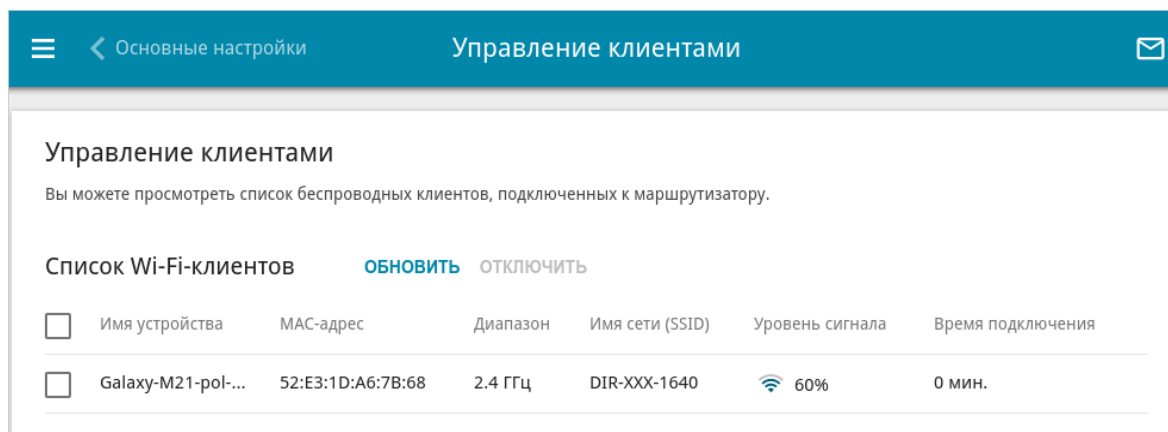 Основные настройки Управление клиентами
Управление клиентами
Вы можете просмотреть список беспроводных клиентов, подключенных к маршрутизатору.
Список Wi-Fi-клиентов ОБНОВИТЬ ОТКЛЮЧИТЬ
Имя устройства MAC-адрес Диапазон Имя сети (SSID) Уровень сигнала Время подключения
Galaxy-M21-pol-... 52:E3:1D:A6:7B:68 2.4 ГГц DIR-XXX-1640 60% 0 мин.